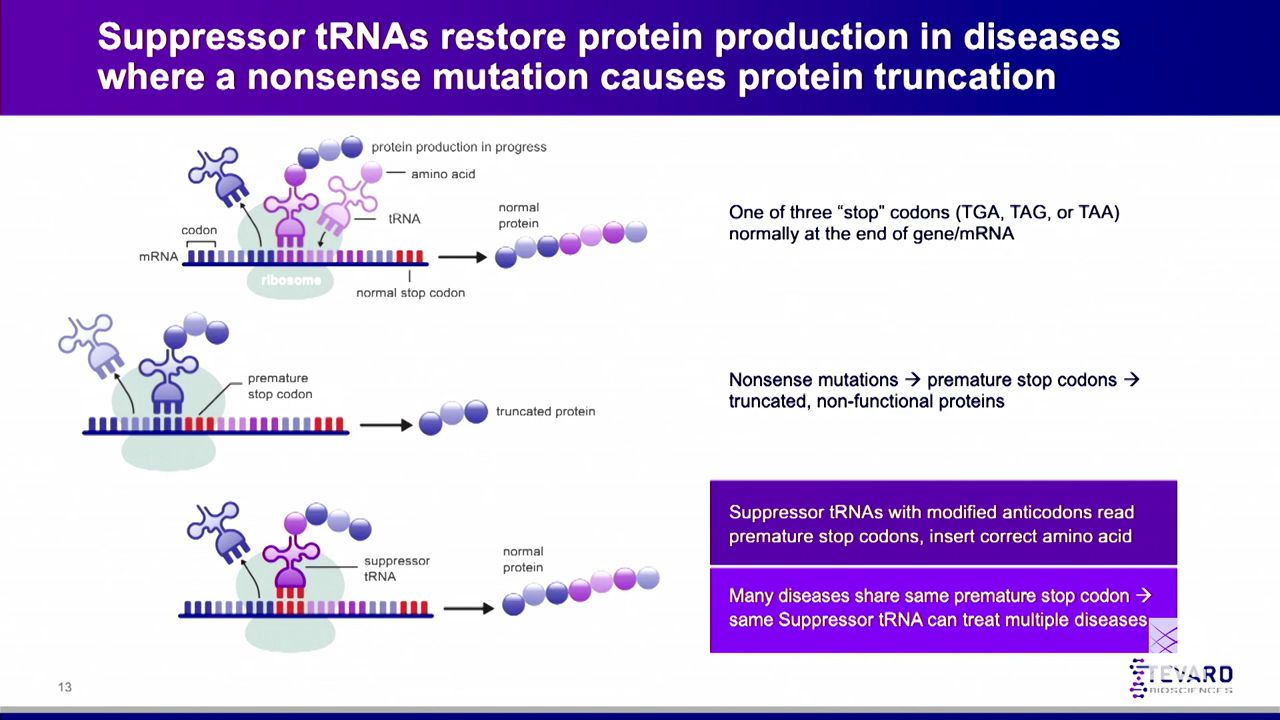 Suppressor tRNAs restore protein production in diseases
where a nonsense mutation causes protein truncation
protein production in progress
amino acid
tRNA
codon
mRNA
ribosome
normal stop codon
normal
protein
One of three “stop” codons (TGA, TAG, or TAA)
normally at the end of gene/mRNA
premature
stop codon
truncated protein
Nonsense mutations → premature stop codons →
truncated, non-functional proteins
suppressor
tRNA
normal
protein
Suppressor tRNAs with modified anticodons read
premature stop codons, insert correct amino acid
Many diseases share same premature stop codon →
same Suppressor tRNA can treat multiple diseases
13
TEVARD
BIOSCIENCES